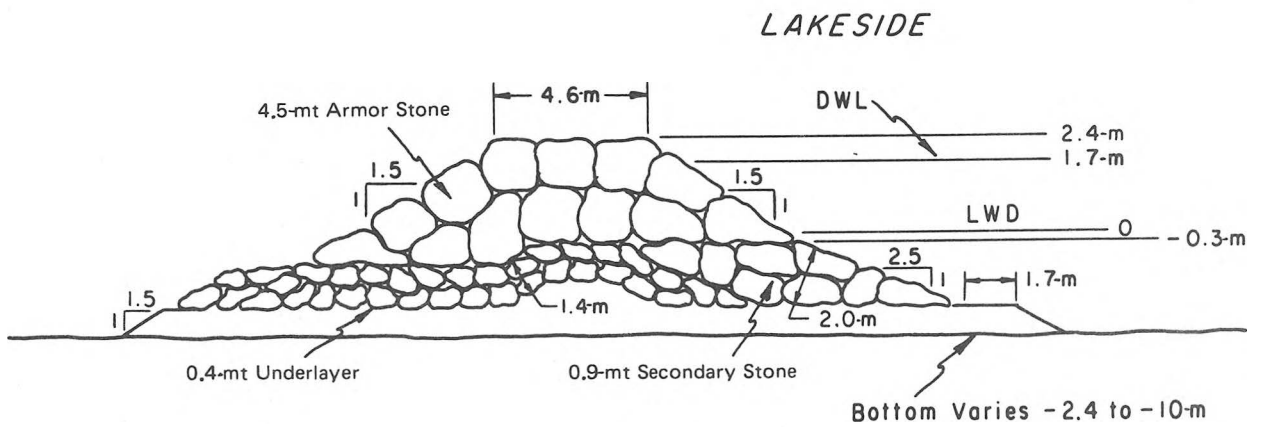 LAKESIDE
4.6-m
4.5-mt Armor Stone
DWL
2.4-m
1.7-m
1.5
1
1.5
1
LWD
0
-0.3-m
2.5
1
1.7-m
1.5
1
1.4-m
2.0-m
0.4-mt Underlayer
0.9-mt Secondary Stone
Bottom Varies -2.4 to -10-m